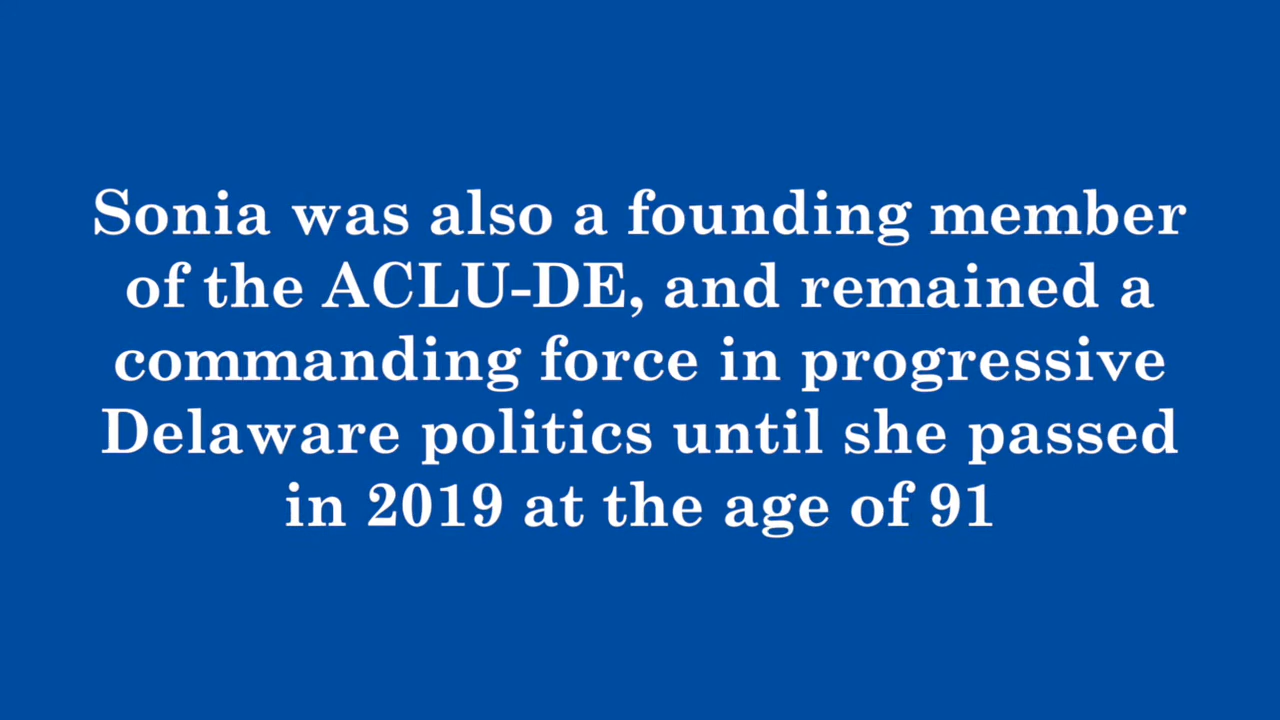 Sonia was also a founding member
of the ACLU-DE, and remained a
commanding force in progressive
Delaware politics until she passed
in 2019 at the age of 91